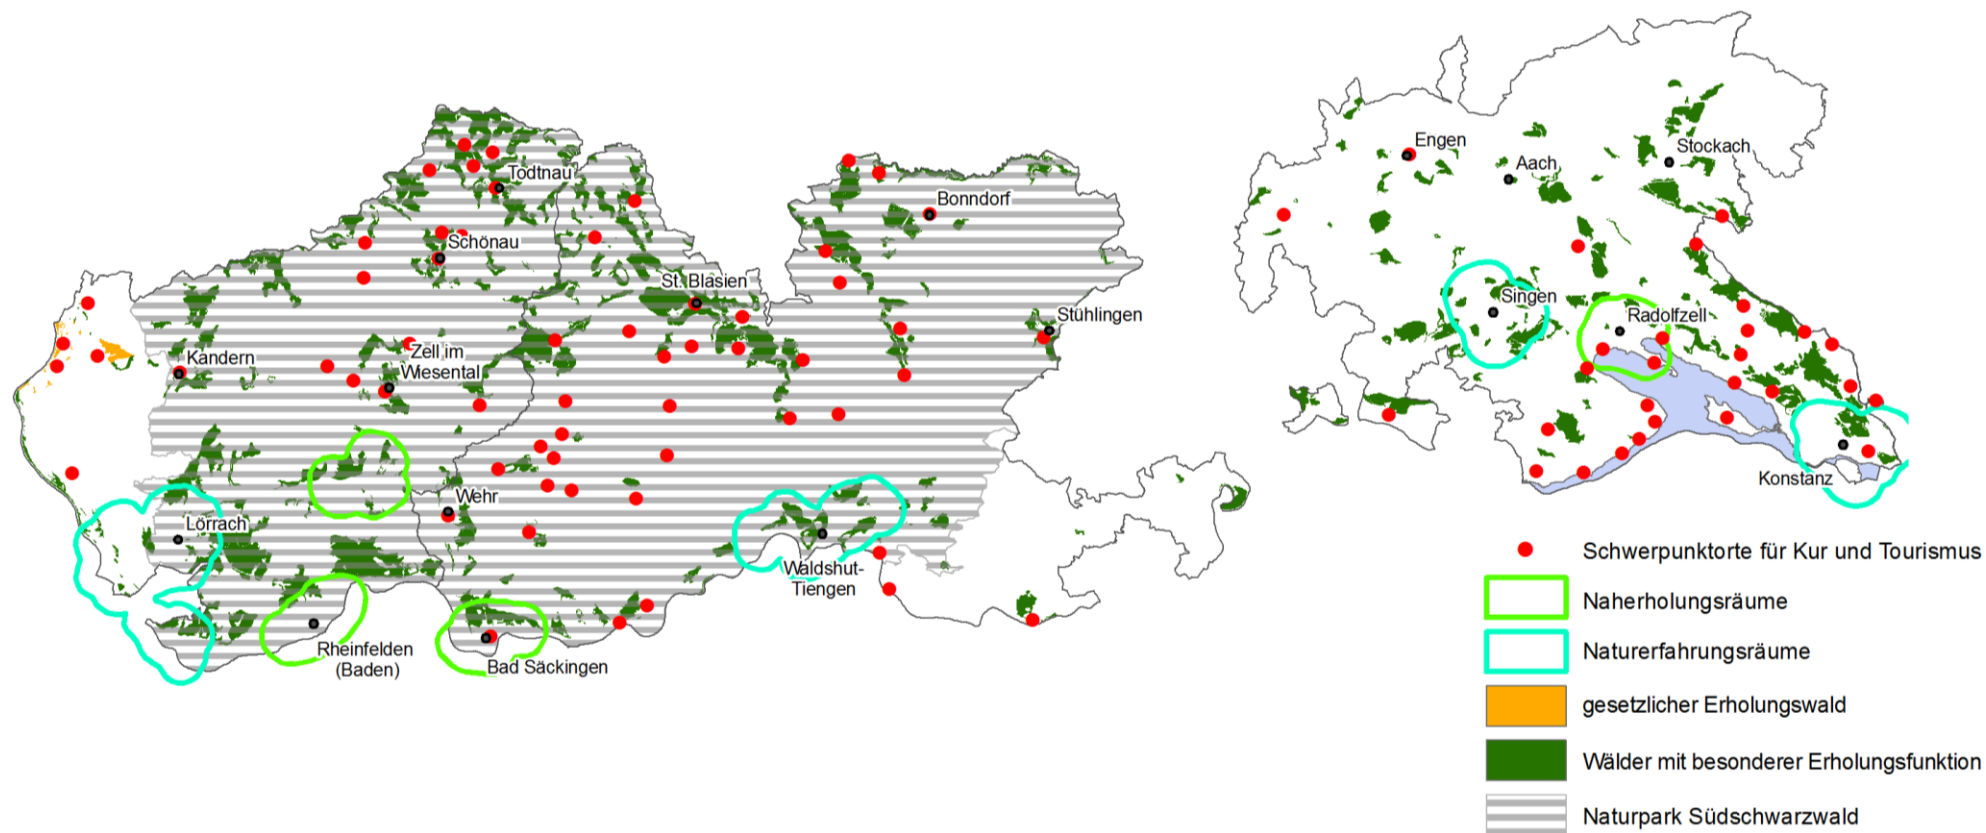 Engen
Aach
Stockach
Todtnau
Bonndorf
Schönau
St. Blasien
Singen
Radolfzell
Stühlingen
Kandern
Zell im
Wiesental
Konstanz
Wehr
Lörrach
Waldshut-
Tiengen
Rheinfelden
(Baden)
Bad Säckingen
Schwerpunktorte für Kur und Tourismus
Naherholungsräume
Naturerfahrungsräume
gesetzlicher Erholungswald
Wälder mit besonderer Erholungsfunktion
Naturpark Südschwarzwald